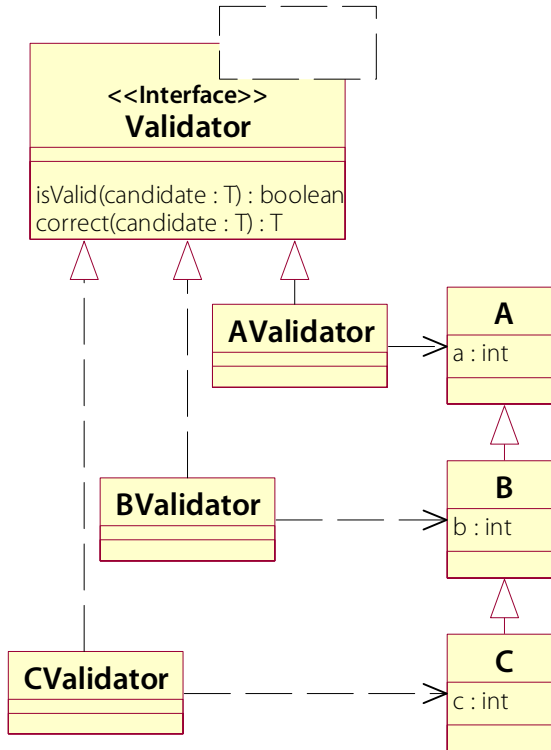 <<Interface>>
Validator
isValid(candidate : T) : boolean
correct(candidate : T) : T
AValidator
A
a : int
BValidator
B
b : int
CValidator
C
c : int